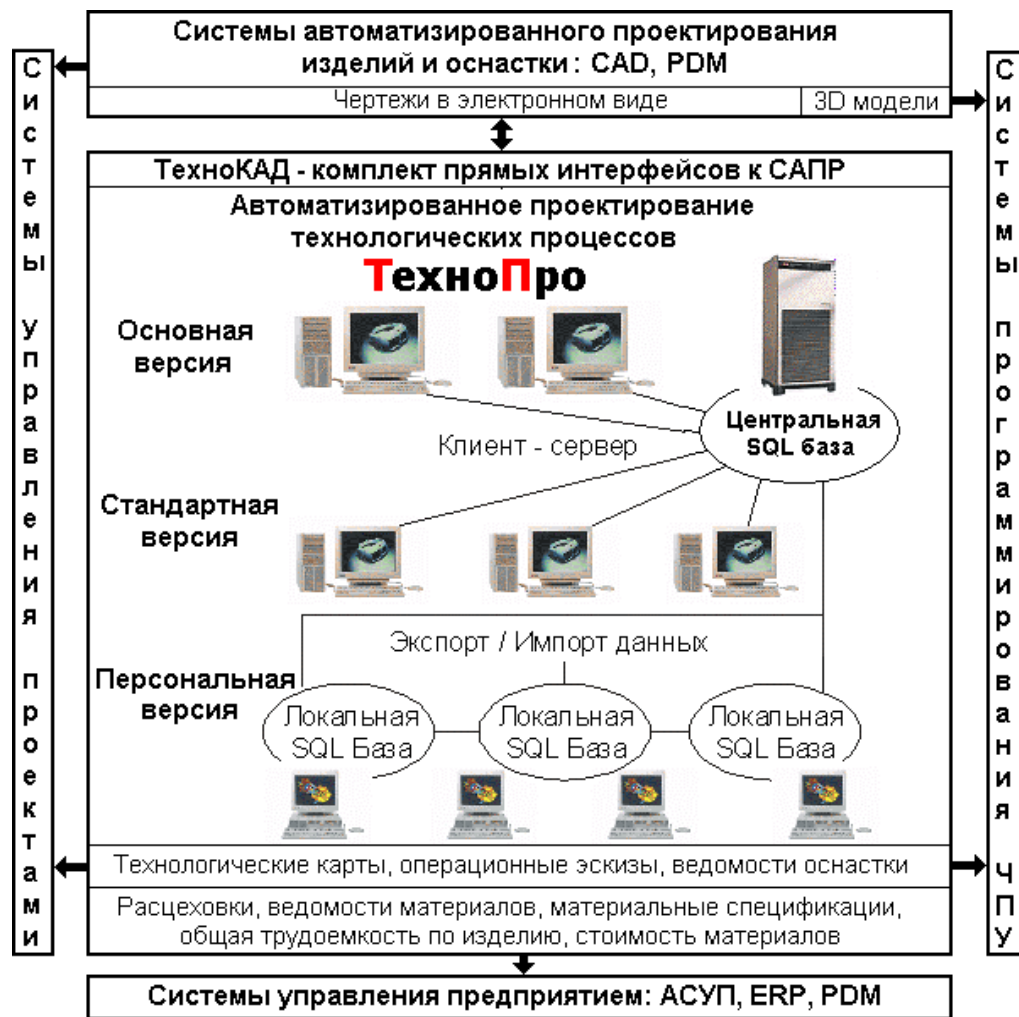 Системы автоматизированного проектирования
изделий и оснастки : CAD, PDM
Чертежи в электронном виде
3D модели
Системы управления проектами
Системы программирования ЧПУ
ТехноКАД - комплект прямых интерфейсов к САПР
Автоматизированное проектирование
технологических процессов
ТехноПро
Основная
версия
Центральная
SQL база
Клиент - сервер
Стандартная
версия
Экспорт / Импорт данных
Персональная
версия
Локальная
SQL База
Локальная
SQL База
Локальная
SQL База
Технологические карты, операционные эскизы, ведомости оснастки
Расцеховки, ведомости материалов, материальные спецификации,
общая трудоемкость по изделию, стоимость материалов
Системы управления предприятием: АСУП, ERP, PDM